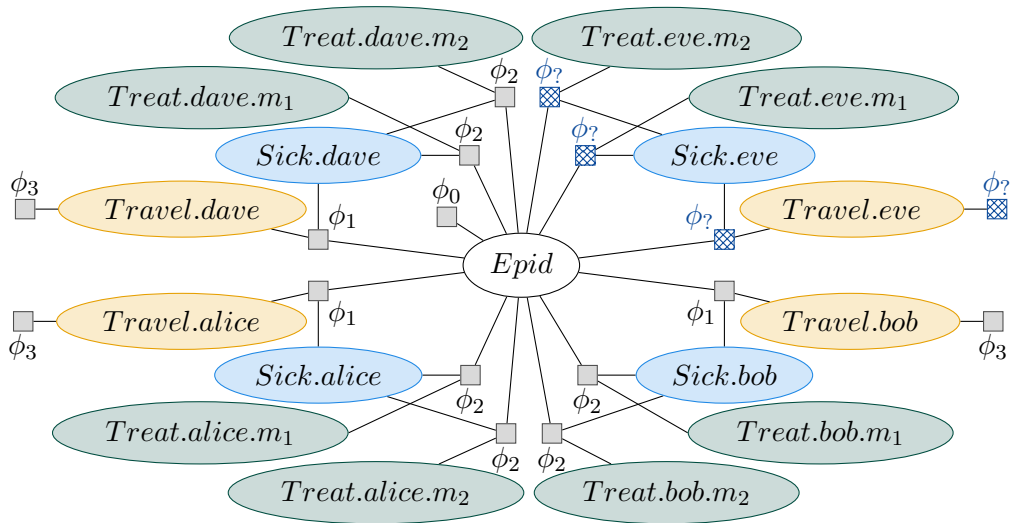 Treat.dave.m₂
Treat.eve.m₂
ϕ₂
ϕ?
Treat.dave.m₁
Treat.eve.m₁
ϕ₂
ϕ?
Sick.dave
Sick.eve
ϕ₃
ϕ₀
ϕ?
Travel.dave
ϕ₁
ϕ?
Travel.eve
Epid
Travel.alice
ϕ₁
ϕ₁
Travel.bob
ϕ₃
ϕ₃
Sick.alice
Sick.bob
ϕ₂
ϕ₂
Treat.alice.m₁
Treat.bob.m₁
ϕ₂
ϕ₂
Treat.alice.m₂
Treat.bob.m₂